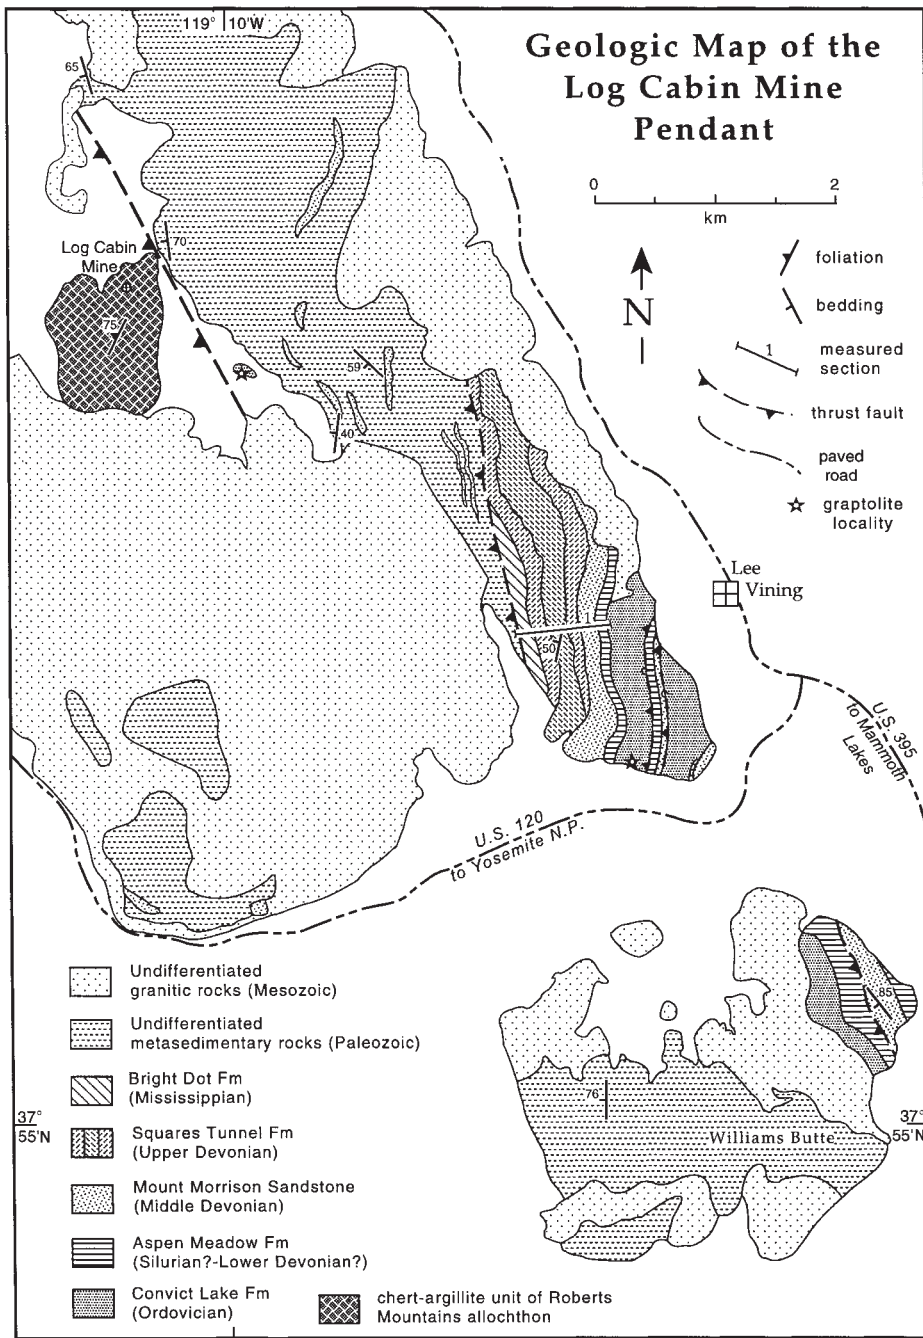 119° 10'W
Geologic Map of the
Log Cabin Mine
Pendant
0 2
km
65
70
Log Cabin
Mine
75
59
40
N
foliation
bedding
1
measured
section
thrust fault
paved
road
graptolite
locality
Lee
Vining
1
50
U.S. 395
to Mammoth
Lakes
U.S. 120
to Yosemite N.P.
85
76
Williams Butte
37°
55'N
37°
55'N
Undifferentiated
granitic rocks (Mesozoic)
Undifferentiated
metasedimentary rocks (Paleozoic)
Bright Dot Fm
(Mississippian)
Squares Tunnel Fm
(Upper Devonian)
Mount Morrison Sandstone
(Middle Devonian)
Aspen Meadow Fm
(Silurian?-Lower Devonian?)
Convict Lake Fm
(Ordovician)
chert-argillite unit of Roberts
Mountains allochthon